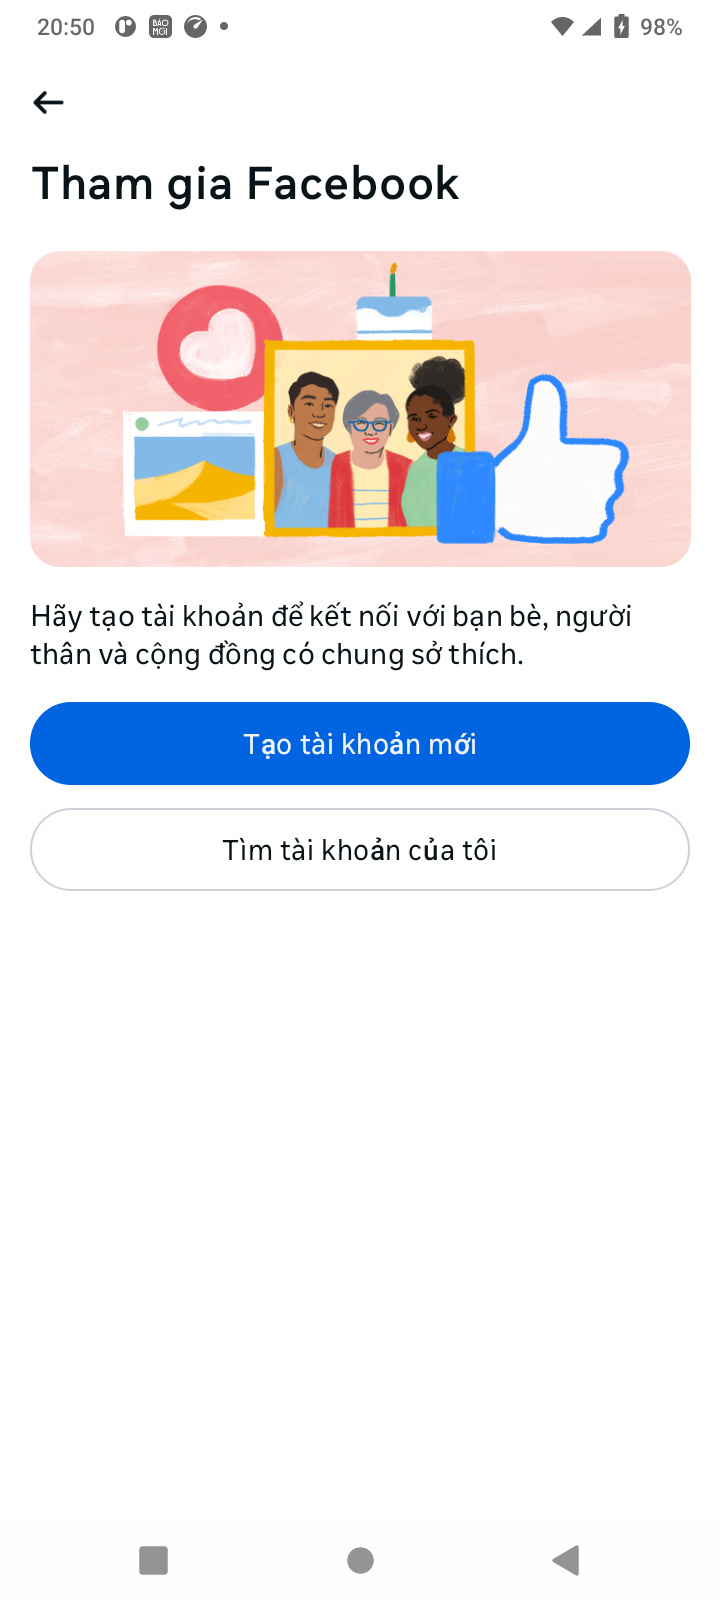 20:50
BÁO MỚI
98%
Tham gia Facebook
Hãy tạo tài khoản để kết nối với bạn bè, người
thân và cộng đồng có chung sở thích.
Tạo tài khoản mới
Tìm tài khoản của tôi